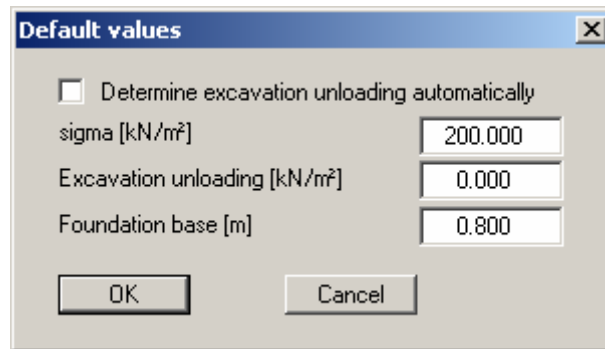 Default values
Determine excavation unloading automatically
sigma [kN/m²] 200.000
Excavation unloading [kN/m²] 0.000
Foundation base [m] 0.800
OK Cancel